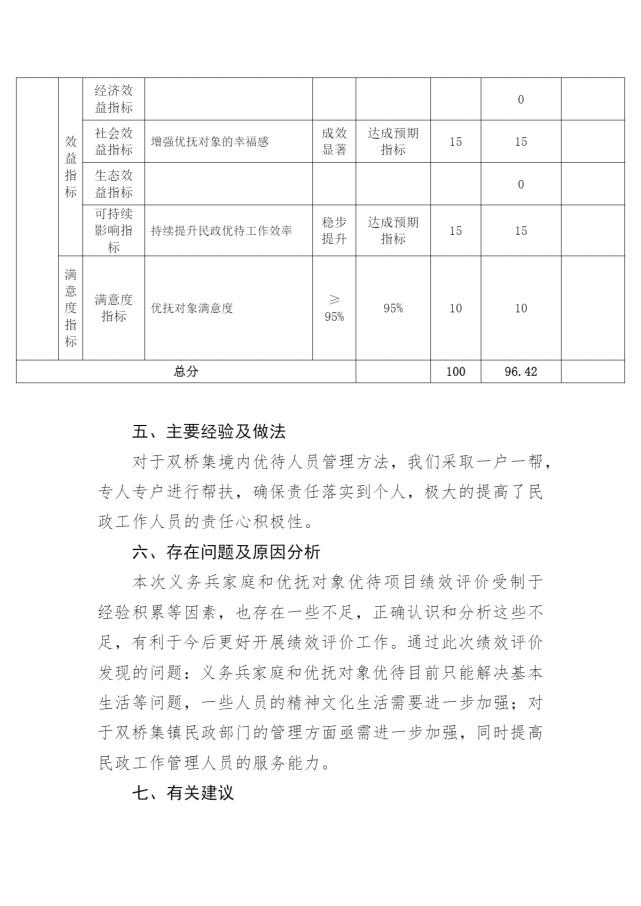 效益指标
经济效益指标 0
社会效益指标 增强优抚对象的幸福感 成效显著 达成预期指标 15 15
生态效益指标 0
可持续影响指标 持续提升民政优待工作效率 稳步提升 达成预期指标 15 15
满意度指标 满意度指标 优抚对象满意度 ≥95% 95% 10 10
总分 100 96.42
五、主要经验及做法
对于双桥集境内优待人员管理方法，我们采取一户一帮，
专人专户进行帮扶，确保责任落实到个人，极大的提高了民
政工作人员的责任心积极性。
六、存在问题及原因分析
本次义务兵家庭和优抚对象优待项目绩效评价受制于
经验积累等因素，也存在一些不足，正确认识和分析这些不
足，有利于今后更好开展绩效评价工作。通过此次绩效评价
发现的问题：义务兵家庭和优抚对象优待目前只能解决基本
生活等问题，一些人员的精神文化生活需要进一步加强；对
于双桥集镇民政部门的管理方面亟需进一步加强，同时提高
民政工作管理人员的服务能力。
七、有关建议